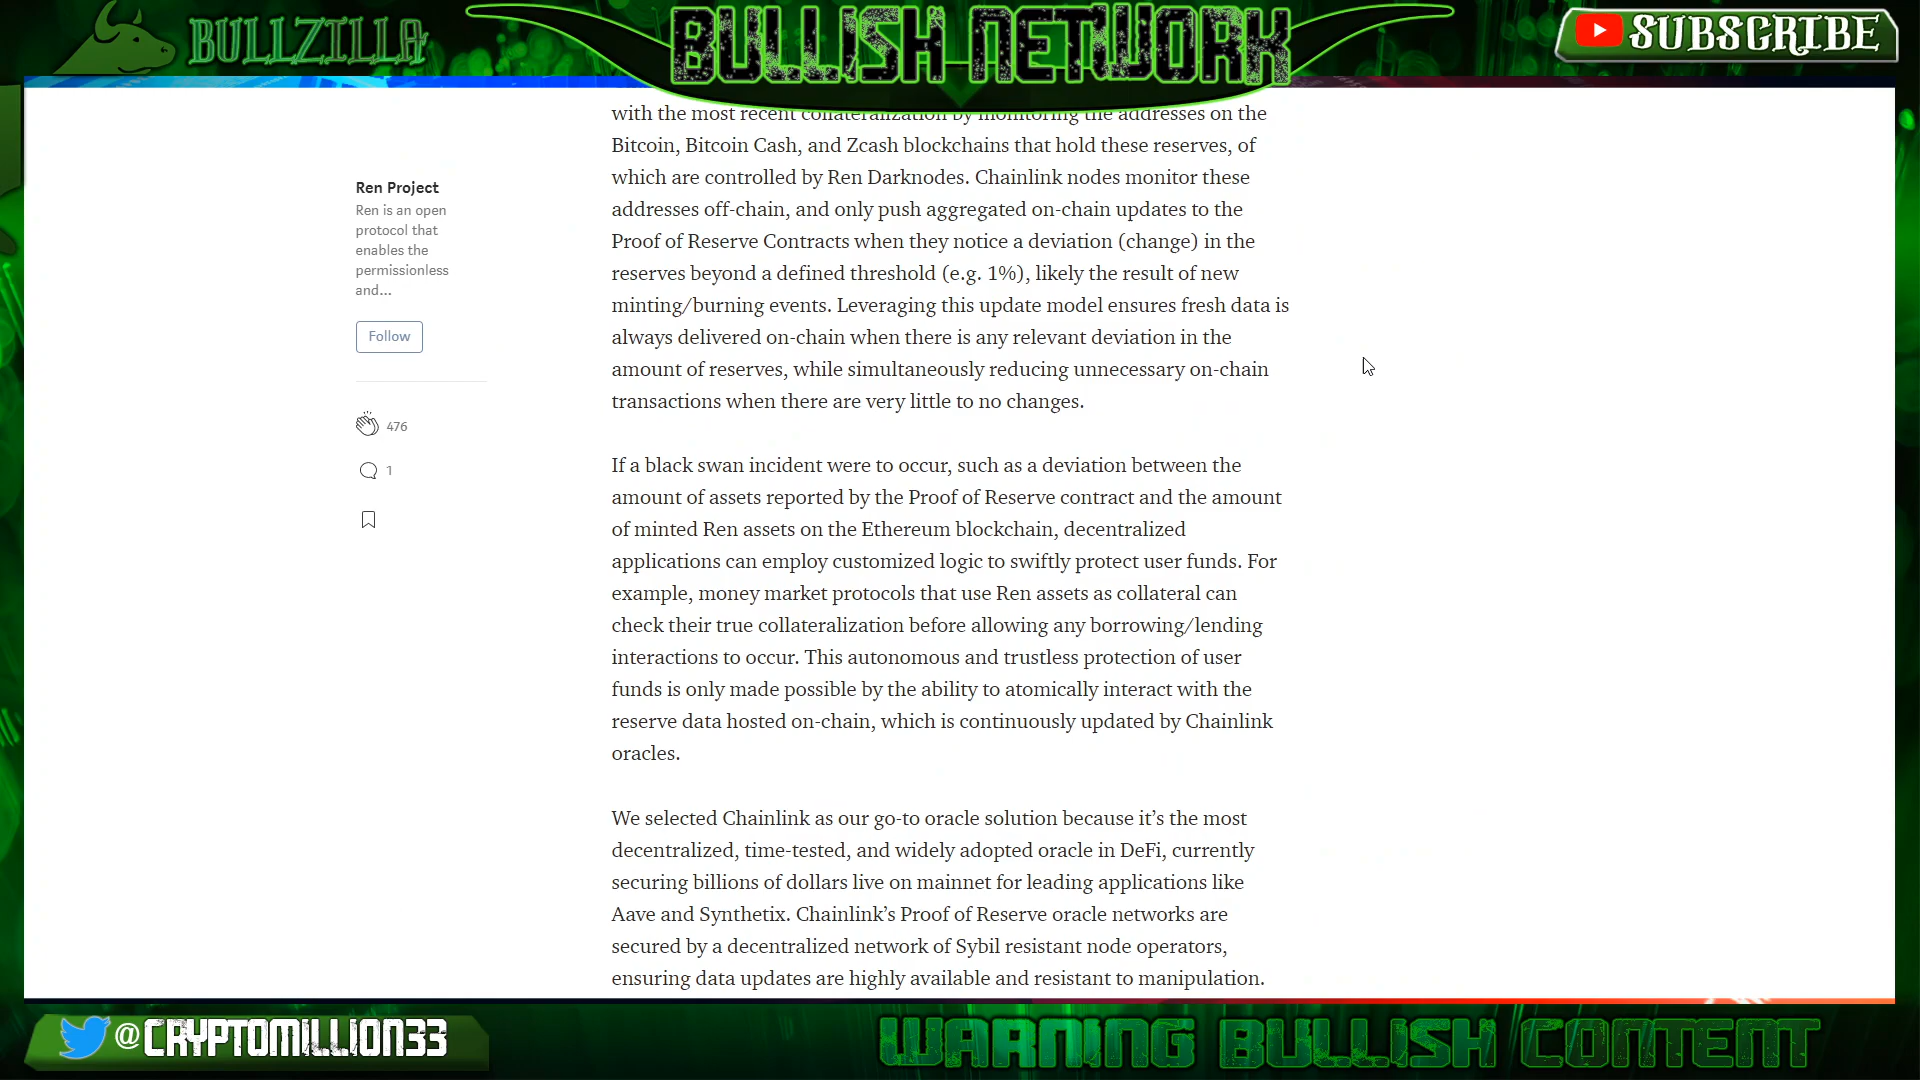 BULLZILLA
BULLISH NETWORK
SUBSCRIBE
with the most recent collateralization by monitoring the addresses on the
Bitcoin, Bitcoin Cash, and Zcash blockchains that hold these reserves, of
which are controlled by Ren Darknodes. Chainlink nodes monitor these
addresses off-chain, and only push aggregated on-chain updates to the
Proof of Reserve Contracts when they notice a deviation (change) in the
reserves beyond a defined threshold (e.g. 1%), likely the result of new
minting/burning events. Leveraging this update model ensures fresh data is
always delivered on-chain when there is any relevant deviation in the
amount of reserves, while simultaneously reducing unnecessary on-chain
transactions when there are very little to no changes.
Ren Project
Ren is an open
protocol that
enables the
permissionless
and...
Follow
476
1
If a black swan incident were to occur, such as a deviation between the
amount of assets reported by the Proof of Reserve contract and the amount
of minted Ren assets on the Ethereum blockchain, decentralized
applications can employ customized logic to swiftly protect user funds. For
example, money market protocols that use Ren assets as collateral can
check their true collateralization before allowing any borrowing/lending
interactions to occur. This autonomous and trustless protection of user
funds is only made possible by the ability to atomically interact with the
reserve data hosted on-chain, which is continuously updated by Chainlink
oracles.
We selected Chainlink as our go-to oracle solution because it’s the most
decentralized, time-tested, and widely adopted oracle in DeFi, currently
securing billions of dollars live on mainnet for leading applications like
Aave and Synthetix. Chainlink’s Proof of Reserve oracle networks are
secured by a decentralized network of Sybil resistant node operators,
ensuring data updates are highly available and resistant to manipulation.
@CRYPTOMILLION33
WARNING BULLISH CONTENT